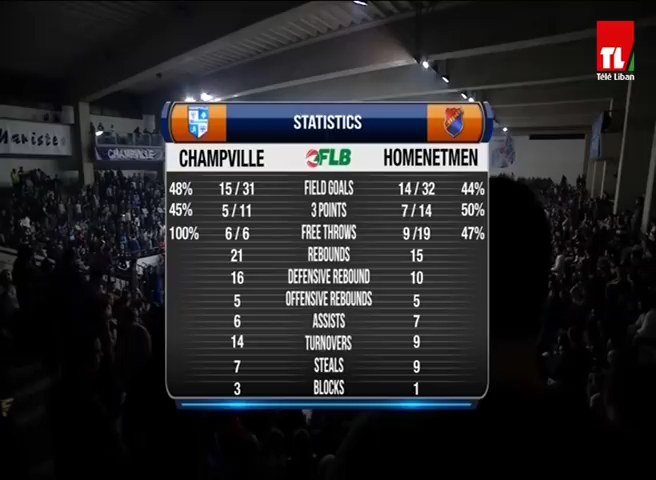 TL
Télé Liban
STATISTICS
CHAMPVILLE FLB HOMENETMEN
48% 15 / 31 FIELD GOALS 14 / 32 44%
45% 5 / 11 3 POINTS 7 / 14 50%
100% 6 / 6 FREE THROWS 9 /19 47%
21 REBOUNDS 15
16 DEFENSIVE REBOUND 10
5 OFFENSIVE REBOUNDS 5
6 ASSISTS 7
14 TURNOVERS 9
7 STEALS 9
3 BLOCKS 1
Maristes
CHAMPVILLE